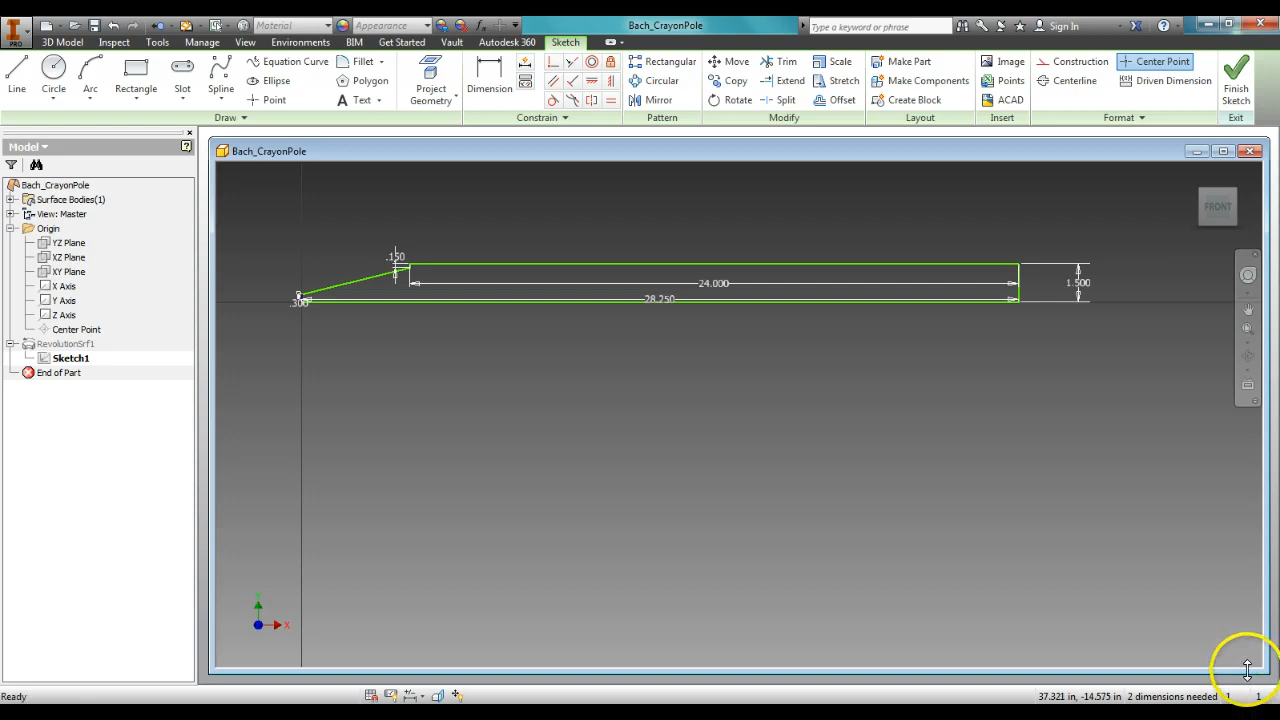 Material
Appearance
Bach_CrayonPole
Type a keyword or phrase
Sign In
PRO
3D Model
Inspect
Tools
Manage
View
Environments
BIM
Get Started
Vault
Autodesk 360
Sketch
Line
Circle
Arc
Rectangle
Slot
Spline
Equation Curve
Ellipse
Point
Fillet
Polygon
Text
Project Geometry
Dimension
Rectangular
Circular
Mirror
Move
Copy
Rotate
Trim
Extend
Split
Scale
Stretch
Offset
Make Part
Make Components
Create Block
Image
Points
ACAD
Construction
Centerline
Center Point
Driven Dimension
Finish Sketch
Draw
Constrain
Pattern
Modify
Layout
Insert
Format
Exit
Model
Bach_CrayonPole
Surface Bodies(1)
View: Master
Origin
YZ Plane
XZ Plane
XY Plane
X Axis
Y Axis
Z Axis
Center Point
RevolutionSrf1
Sketch1
End of Part
Bach_CrayonPole
FRONT
.150
24.000
1.500
28.250
.300
Y
X
Ready
37.321 in, -14.575 in
2 dimensions needed
1
1